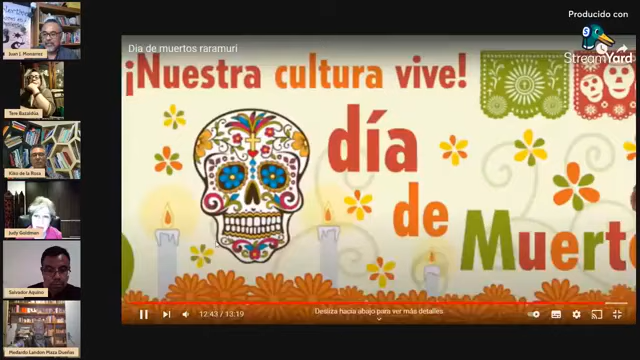 Producido con
StreamYard
Juan J. Monarrez
Tere Bazaldúa
Kiko de la Rosa
Judy Goldman
Salvador Aquino
Medardo Landon Maza Dueñas
Día de muertos raramuri
¡Nuestra cultura vive!
día
de
Muerto
12:43 / 13:19
Desliza hacia abajo para ver más detalles